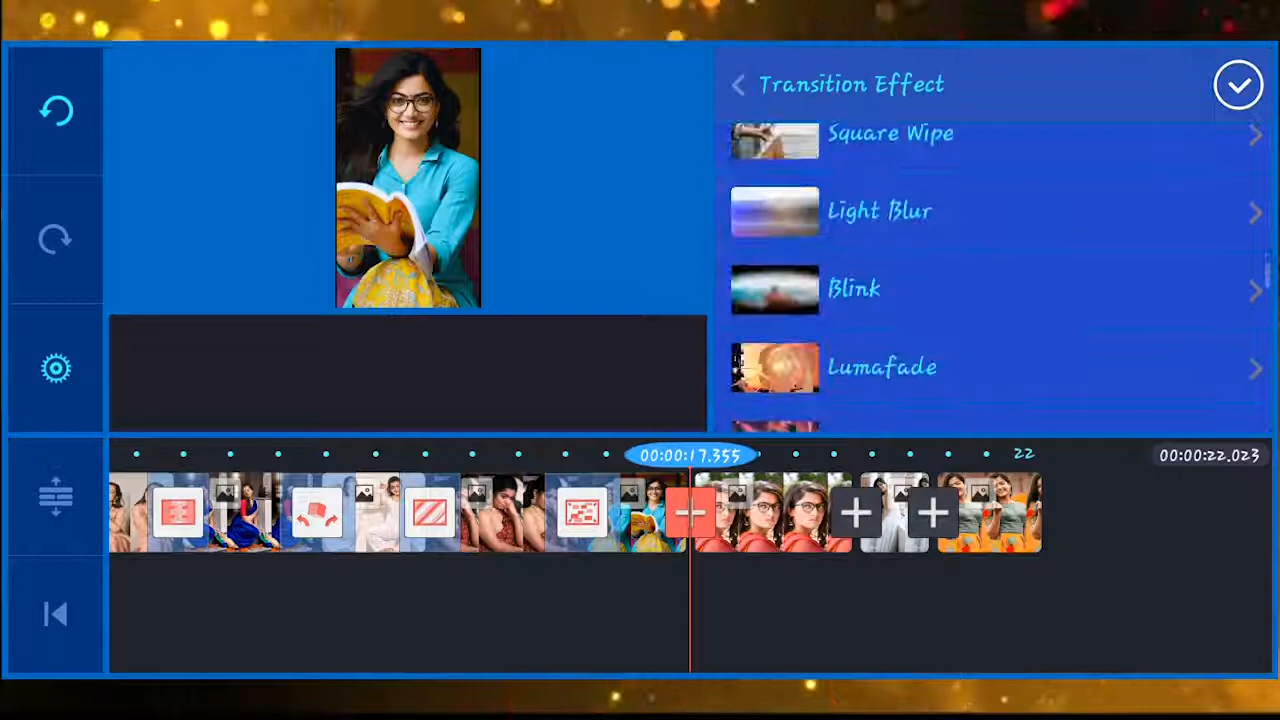 Transition Effect
Square Wipe
Light Blur
Blink
Lumafade
00:00:17.355
22
00:00:22.023